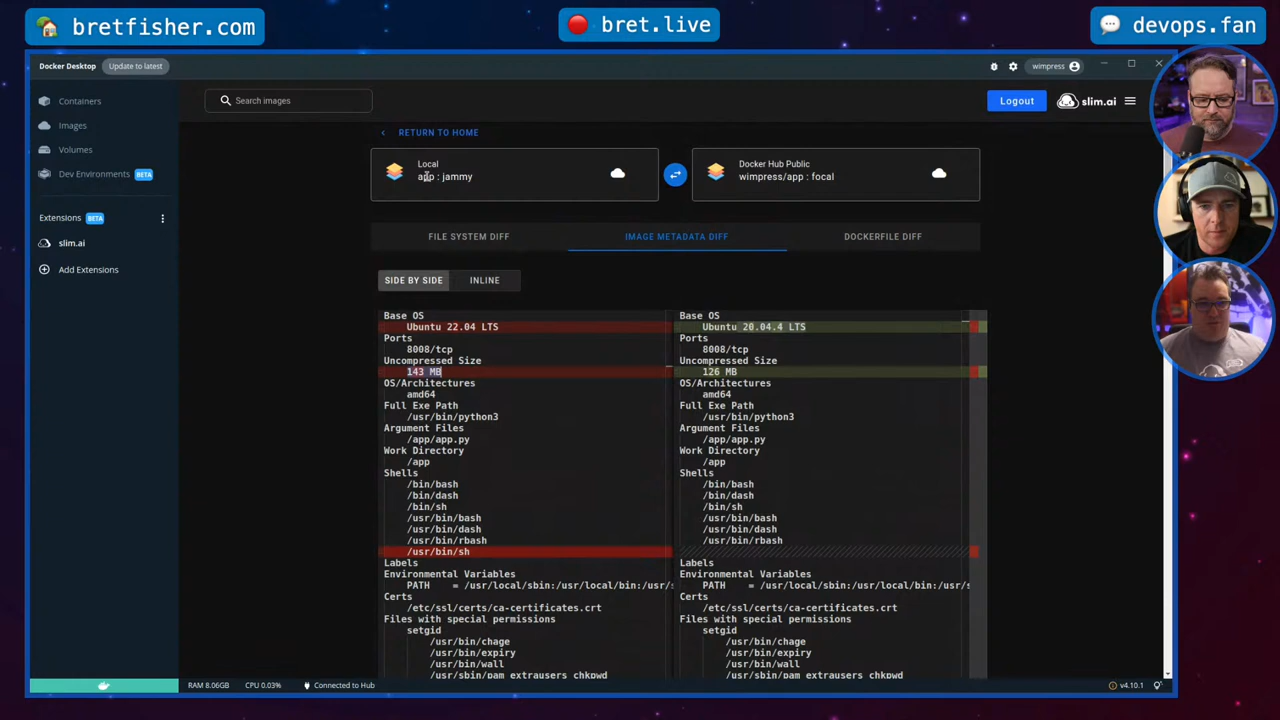 bretfisher.com
bret.live
devops.fan
Docker Desktop
Update to latest
wimpress
Containers
Images
Volumes
Dev Environments BETA
Extensions BETA
slim.ai
Add Extensions
Search images
Logout
slim.ai
RETURN TO HOME
Local
app : jammy
Docker Hub Public
wimpress/app : focal
FILE SYSTEM DIFF
IMAGE METADATA DIFF
DOCKERFILE DIFF
SIDE BY SIDE
INLINE
Base OS
Ubuntu 22.04 LTS
Ports
8008/tcp
Uncompressed Size
143 MB
OS/Architectures
amd64
Full Exe Path
/usr/bin/python3
Argument Files
/app/app.py
Work Directory
/app
Shells
/bin/bash
/bin/dash
/bin/sh
/usr/bin/bash
/usr/bin/dash
/usr/bin/rbash
/usr/bin/sh
Labels
Environmental Variables
PATH = /usr/local/sbin:/usr/local/bin:/usr/s
Certs
/etc/ssl/certs/ca-certificates.crt
Files with special permissions
setgid
/usr/bin/chage
/usr/bin/expiry
/usr/bin/wall
/usr/sbin/pam_extrausers_chkpwd
Base OS
Ubuntu 20.04.4 LTS
Ports
8008/tcp
Uncompressed Size
126 MB
OS/Architectures
amd64
Full Exe Path
/usr/bin/python3
Argument Files
/app/app.py
Work Directory
/app
Shells
/bin/bash
/bin/dash
/bin/sh
/usr/bin/bash
/usr/bin/dash
/usr/bin/rbash
Labels
Environmental Variables
PATH = /usr/local/sbin:/usr/local/bin:/usr/s
Certs
/etc/ssl/certs/ca-certificates.crt
Files with special permissions
setgid
/usr/bin/chage
/usr/bin/expiry
/usr/bin/wall
/usr/sbin/pam_extrausers_chkpwd
RAM 8.06GB CPU 0.03% Connected to Hub
v4.10.1